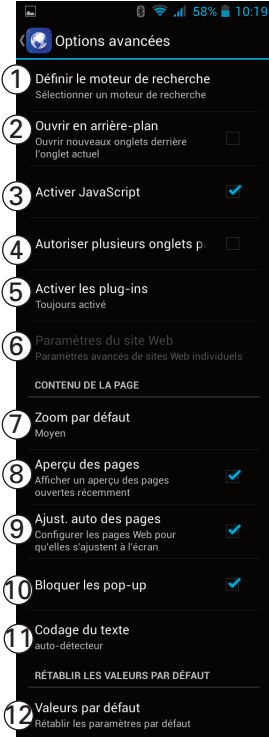 58% 10:19
Options avancées
1 Définir le moteur de recherche
Sélectionner un moteur de recherche
2 Ouvrir en arrière-plan
Ouvrir nouveaux onglets derrière
l'onglet actuel
3 Activer JavaScript
4 Autoriser plusieurs onglets p
5 Activer les plug-ins
Toujours activé
6 Paramètres du site Web
Paramètres avancés de sites Web individuels
CONTENU DE LA PAGE
7 Zoom par défaut
Moyen
8 Aperçu des pages
Afficher un aperçu des pages
ouvertes récemment
9 Ajust. auto des pages
Configurer les pages Web pour
qu'elles s'ajustent à l'écran
10 Bloquer les pop-up
11 Codage du texte
auto-détecteur
RÉTABLIR LES VALEURS PAR DÉFAUT
12 Valeurs par défaut
Rétablir les paramètres par défaut